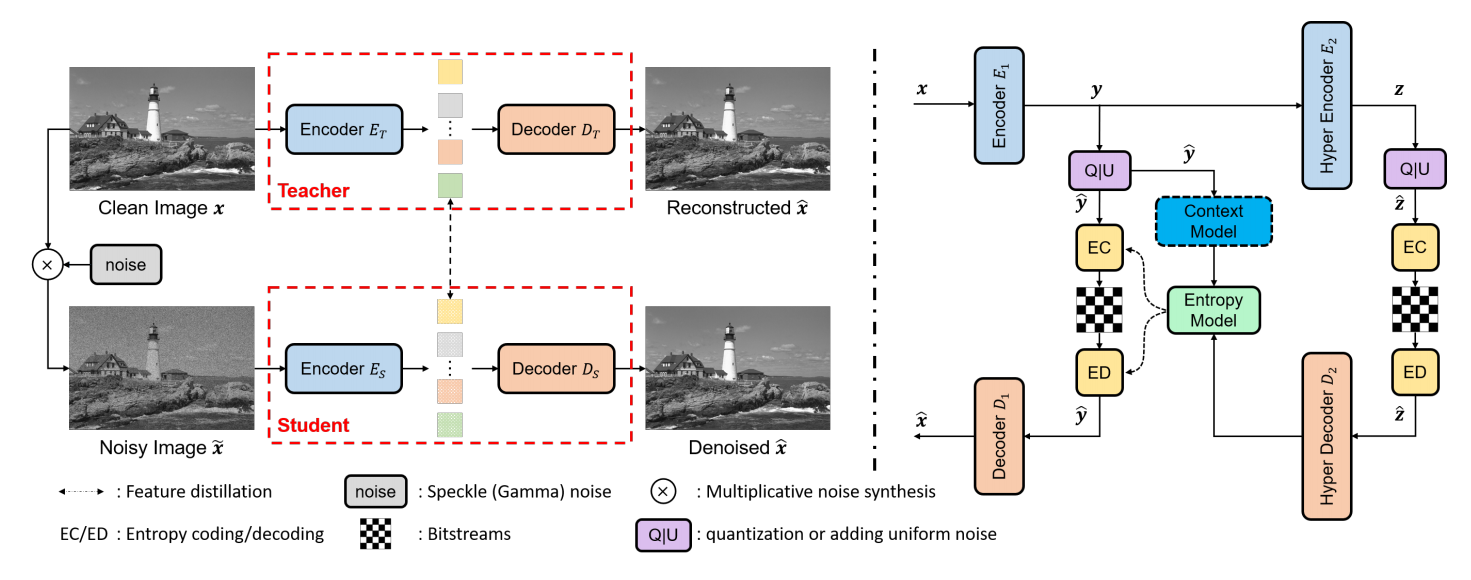 Encoder E_T
Decoder D_T
Teacher
Clean Image x
Reconstructed x̂
×
noise
Encoder E_S
Decoder D_S
Student
Noisy Image x̃
Denoised x̂
: Feature distillation
noise
: Speckle (Gamma) noise
×
: Multiplicative noise synthesis
EC/ED : Entropy coding/decoding
: Bitstreams
Q|U
: quantization or adding uniform noise
x
Encoder E_1
y
Hyper Encoder E_2
z
Q|U
ŷ
Q|U
ŷ
Context
Model
ẑ
EC
EC
Entropy
Model
ED
ED
ŷ
ẑ
x̂
Decoder D_1
Hyper Decoder D_2